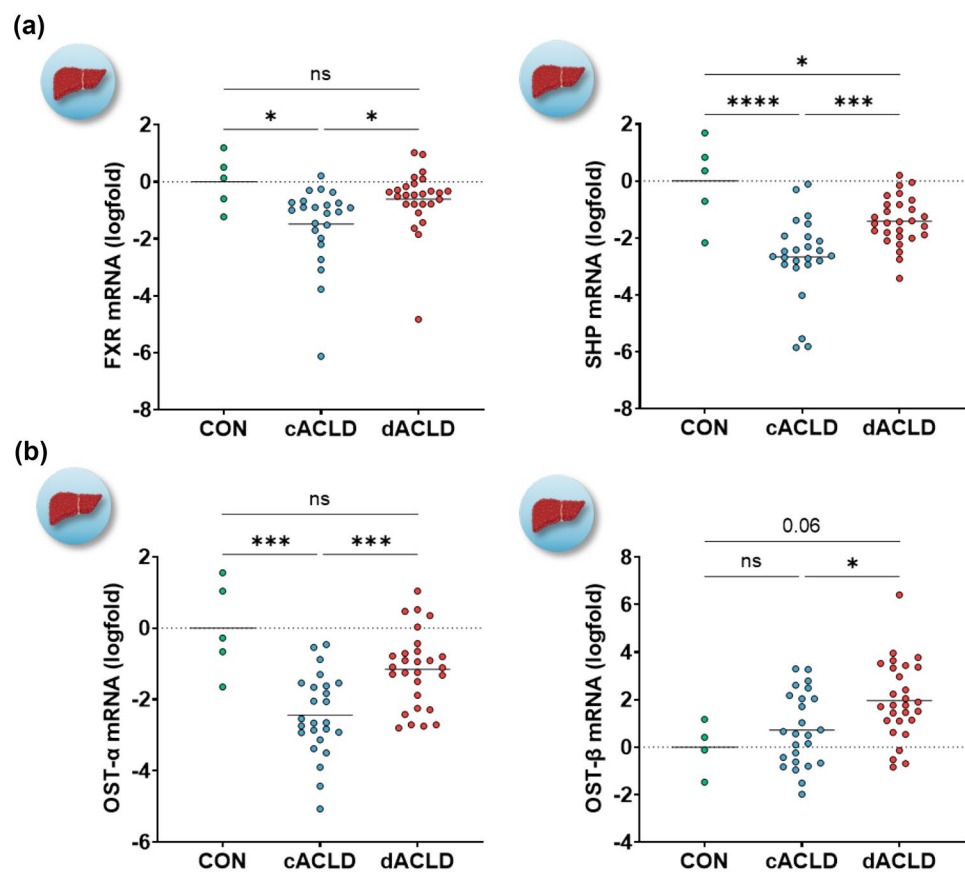 (a)
ns
* *
FXR mRNA (logfold)
2
0
-2
-4
-6
-8
CON cACLD dACLD
*
**** ***
SHP mRNA (logfold)
2
0
-2
-4
-6
-8
CON cACLD dACLD
(b)
ns
*** ***
OST-α mRNA (logfold)
2
0
-2
-4
-6
CON cACLD dACLD
0.06
ns *
OST-β mRNA (logfold)
8
6
4
2
0
-2
-4
CON cACLD dACLD